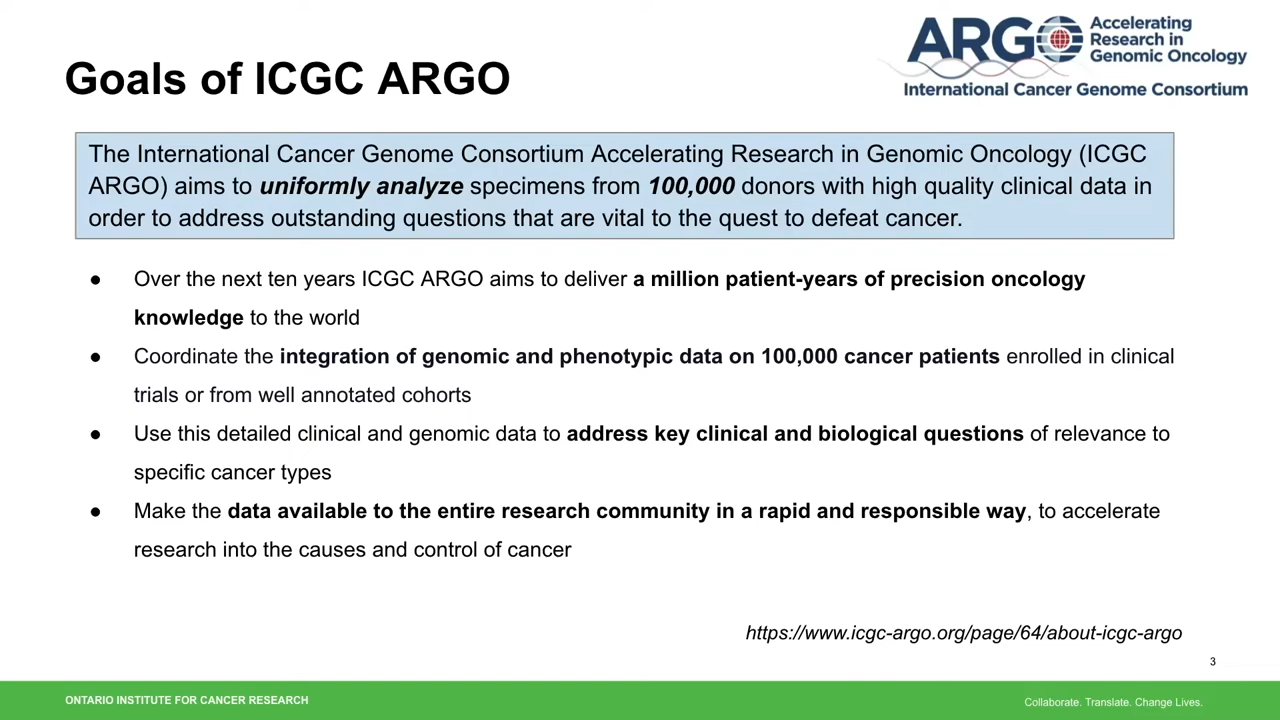 ARGO Accelerating
Research in
Genomic Oncology
International Cancer Genome Consortium
Goals of ICGC ARGO
The International Cancer Genome Consortium Accelerating Research in Genomic Oncology (ICGC
ARGO) aims to uniformly analyze specimens from 100,000 donors with high quality clinical data in
order to address outstanding questions that are vital to the quest to defeat cancer.
● Over the next ten years ICGC ARGO aims to deliver a million patient-years of precision oncology
knowledge to the world
● Coordinate the integration of genomic and phenotypic data on 100,000 cancer patients enrolled in clinical
trials or from well annotated cohorts
● Use this detailed clinical and genomic data to address key clinical and biological questions of relevance to
specific cancer types
● Make the data available to the entire research community in a rapid and responsible way, to accelerate
research into the causes and control of cancer
https://www.icgc-argo.org/page/64/about-icgc-argo
3
ONTARIO INSTITUTE FOR CANCER RESEARCH
Collaborate. Translate. Change Lives.